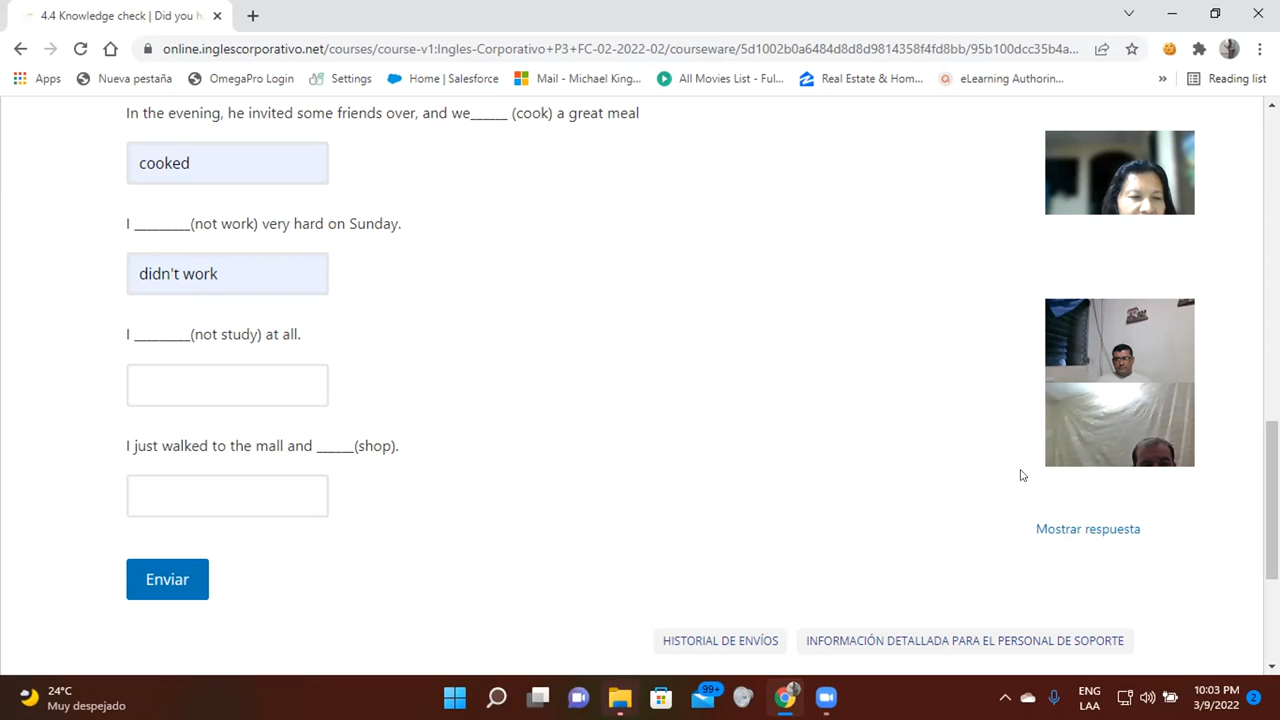 4.4 Knowledge check | Did you h
online.inglescorporativo.net/courses/course-v1:Ingles-Corporativo+P3+FC-02-2022-02/courseware/5d1002b0a6484d8d8d9814358f4fd8bb/95b100dcc35b4a...
Apps Nueva pestaña OmegaPro Login Settings Home | Salesforce Mail - Michael King... All Movies List - Ful... Real Estate & Hom... eLearning Authorin... » Reading list
In the evening, he invited some friends over, and we______ (cook) a great meal
cooked
I _________(not work) very hard on Sunday.
didn't work
I _________(not study) at all.
I just walked to the mall and ______(shop).
Mostrar respuesta
Enviar
HISTORIAL DE ENVÍOS INFORMACIÓN DETALLADA PARA EL PERSONAL DE SOPORTE
24°C
Muy despejado
99+
ENG
LAA
10:03 PM
3/9/2022
2